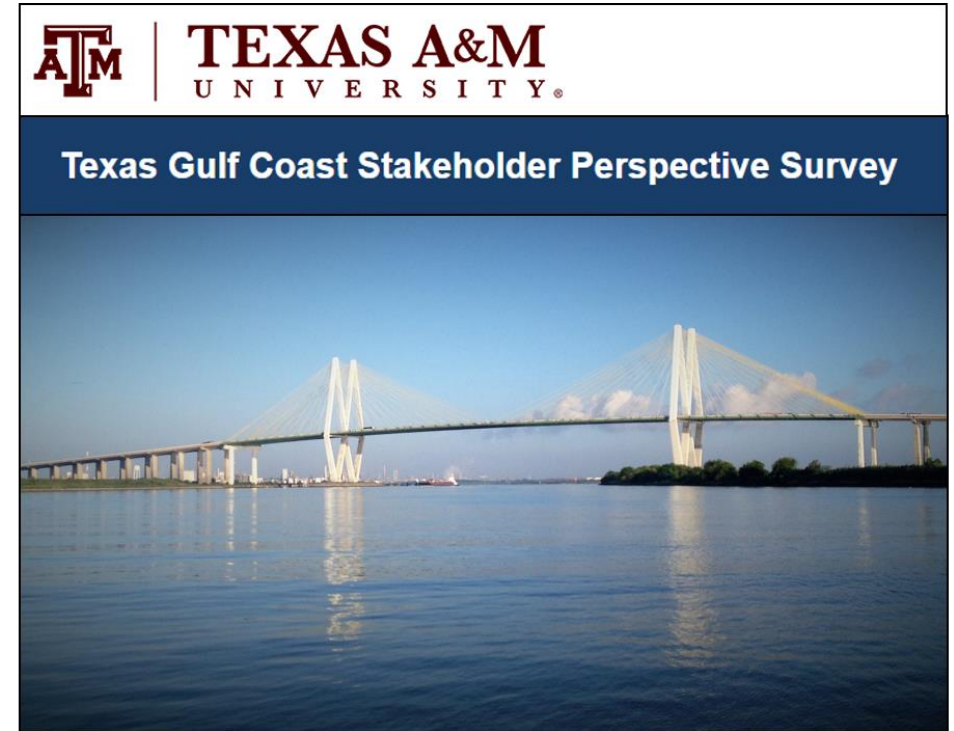 ATM
TEXAS A&M
UNIVERSITY®
Texas Gulf Coast Stakeholder Perspective Survey